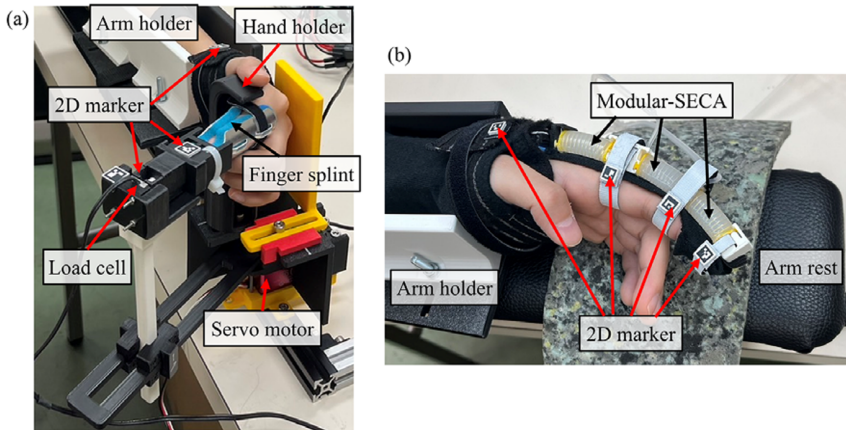 (a)
Arm holder
Hand holder
2D marker
Finger splint
Load cell
Servo motor
(b)
Modular-SECA
Arm holder
Arm rest
2D marker